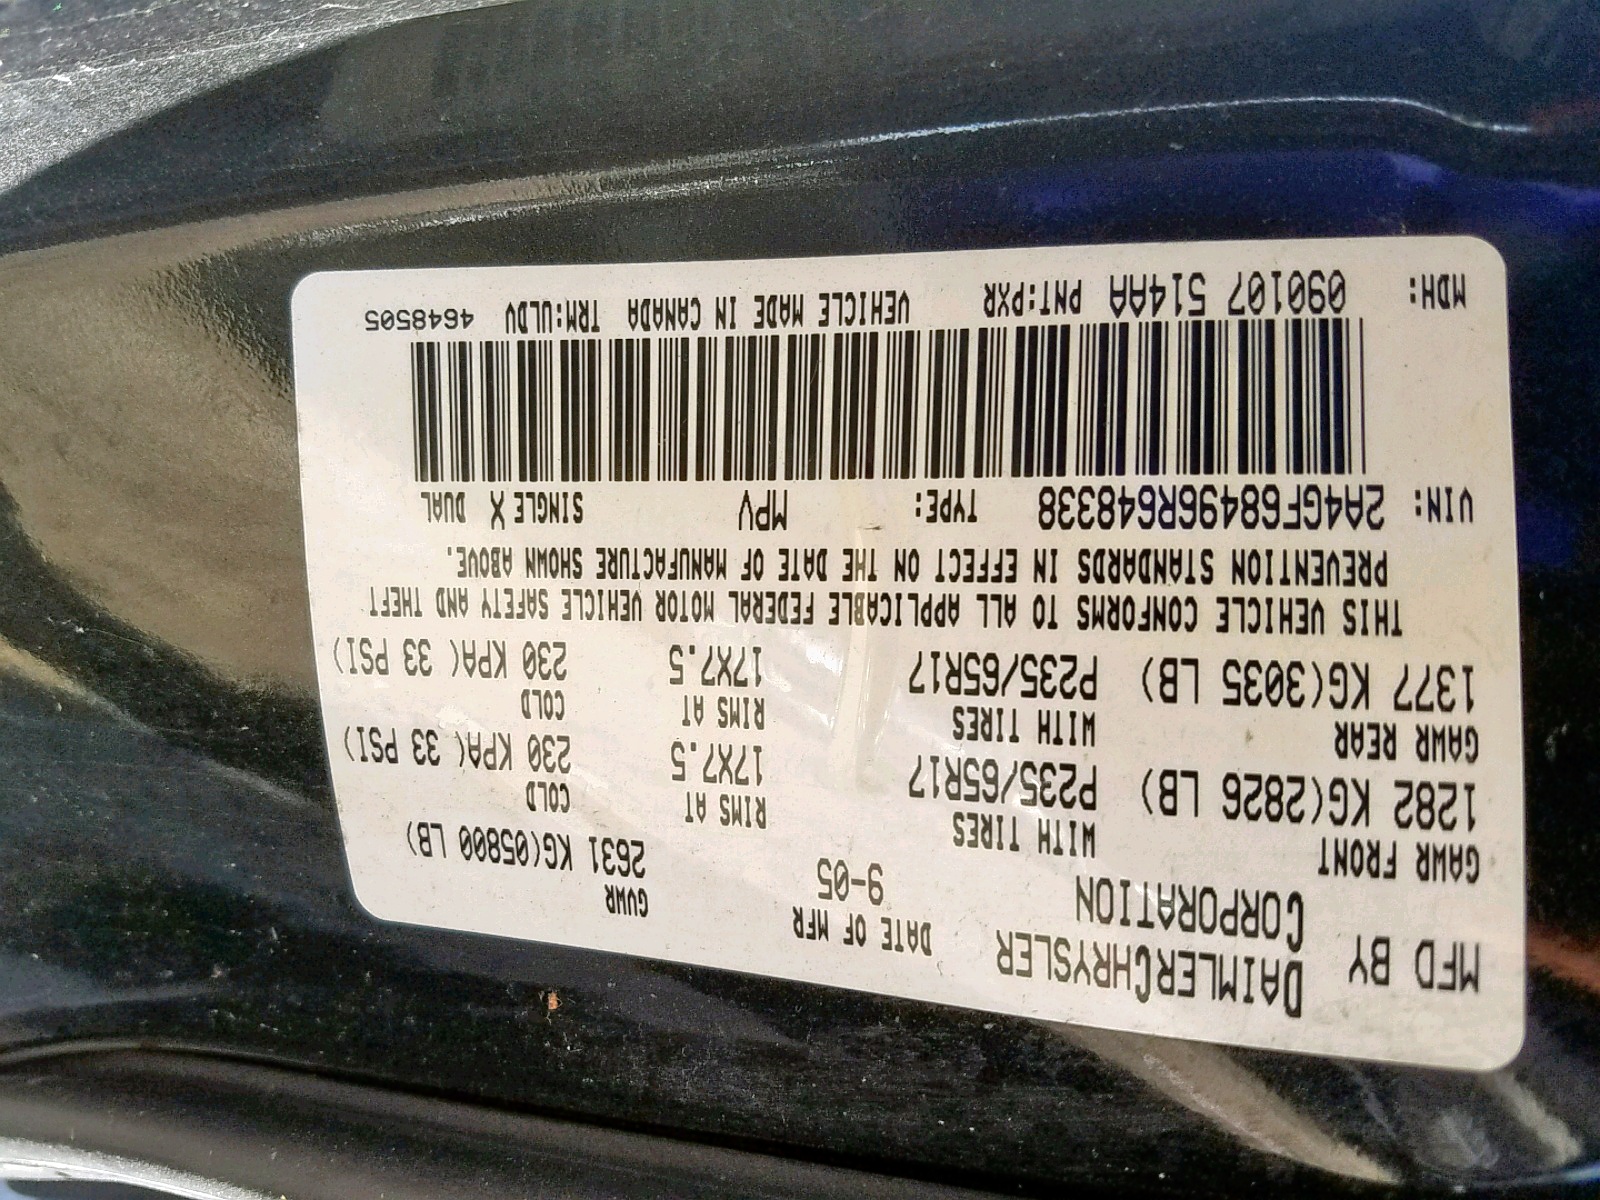 MFD BY DAIMLERCHRYSLER CORPORATION DATE OF MFR 9-05 GVWR 2631 KG(05800 LB)
GAWR FRONT WITH TIRES RIMS AT COLD
1282 KG(2826 LB) P235/65R17 17X7.5 230 KPA( 33 PSI)
GAWR REAR WITH TIRES RIMS AT COLD
1377 KG(3035 LB) P235/65R17 17X7.5 230 KPA( 33 PSI)
THIS VEHICLE CONFORMS TO ALL APPLICABLE FEDERAL MOTOR VEHICLE SAFETY AND THEFT
PREVENTION STANDARDS IN EFFECT ON THE DATE OF MANUFACTURE SHOWN ABOVE.
VIN: 2A4GF68496R648338 TYPE: MPV SINGLE X DUAL
MDH: 090107 514AA PNT:PXR VEHICLE MADE IN CANADA TRM:ULDV 4648505